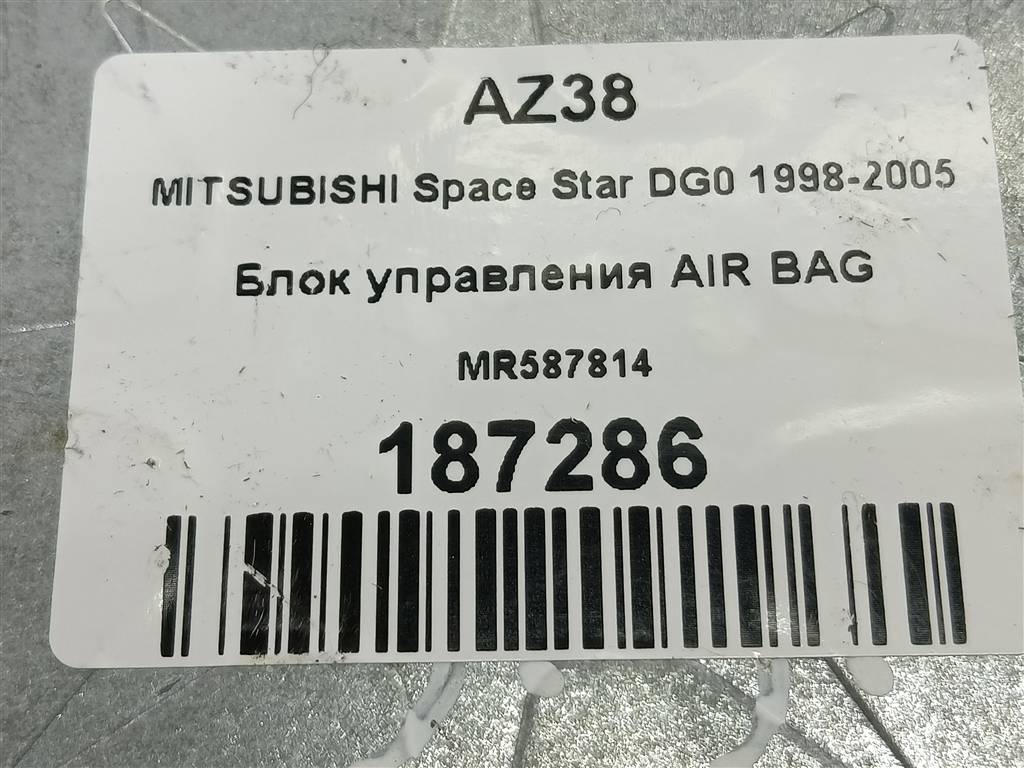 AZ38
MITSUBISHI Space Star DG0 1998-2005
Блок управления AIR BAG
MR587814
187286